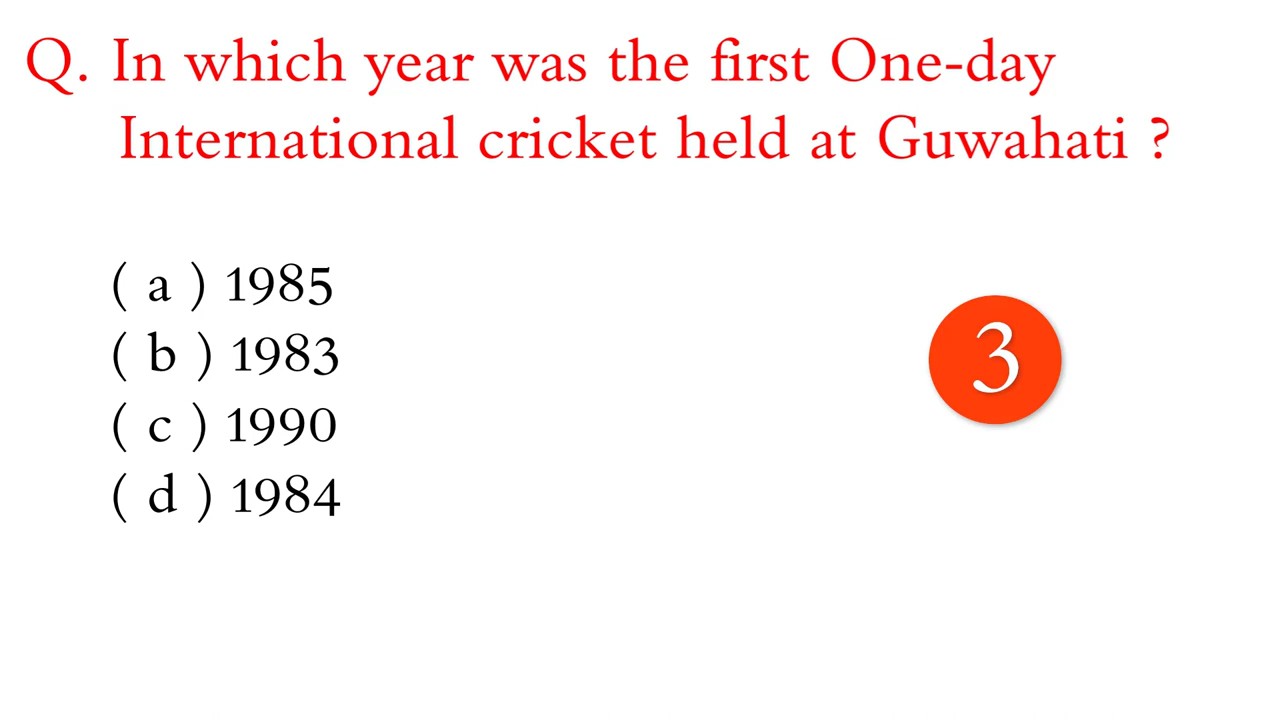 Q. In which year was the first One-day
International cricket held at Guwahati ?
( a ) 1985
( b ) 1983
3
( c ) 1990
( d ) 1984